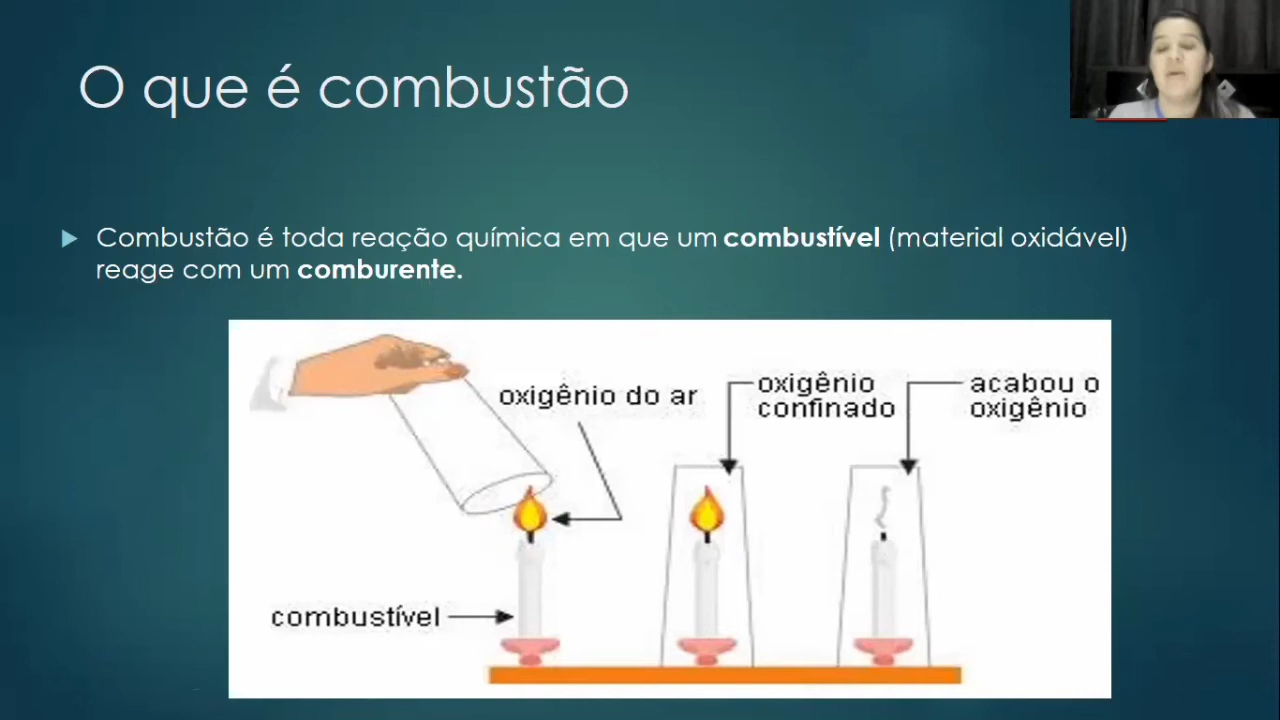 O que é combustão
Combustão é toda reação química em que um combustível (material oxidável)
reage com um comburente.
oxigênio do ar
oxigênio
confinado
acabou o
oxigênio
combustível